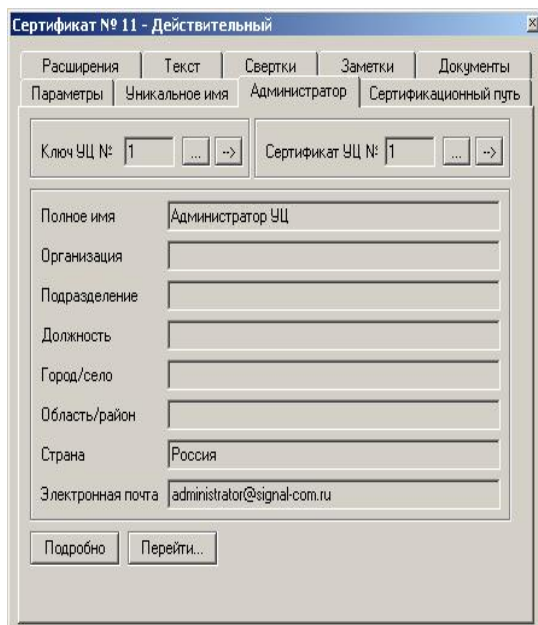 Сертификат № 11 - Действительный
Расширения Текст Свертки Заметки Документы
Параметры Уникальное имя Администратор Сертификационный путь
Ключ УЦ № 1 ... --> Сертификат УЦ № 1 ... -->
Полное имя Администратор УЦ
Организация
Подразделение
Должность
Город/село
Область/район
Страна Россия
Электронная почта administrator@signal-com.ru
Подробно Перейти...